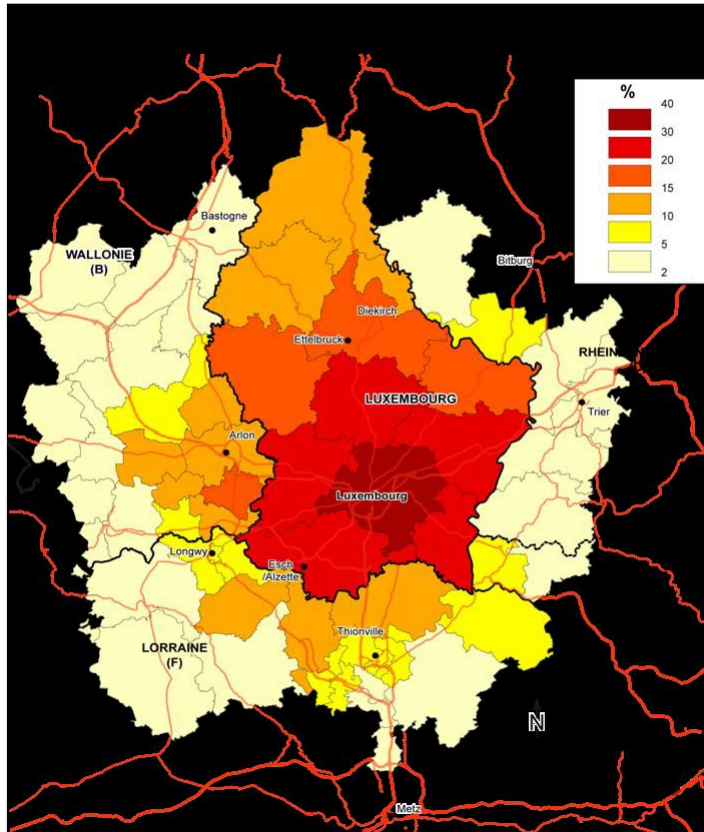 %
40
30
20
15
10
5
2
Bastogne
WALLONIE
(B)
Bitburg
Diekirch
Ettelbruck
RHEIN
LUXEMBOURG
Trier
Arlon
Luxembourg
Longwy
Esch
/Alzette
Thionville
LORRAINE
(F)
N
Metz